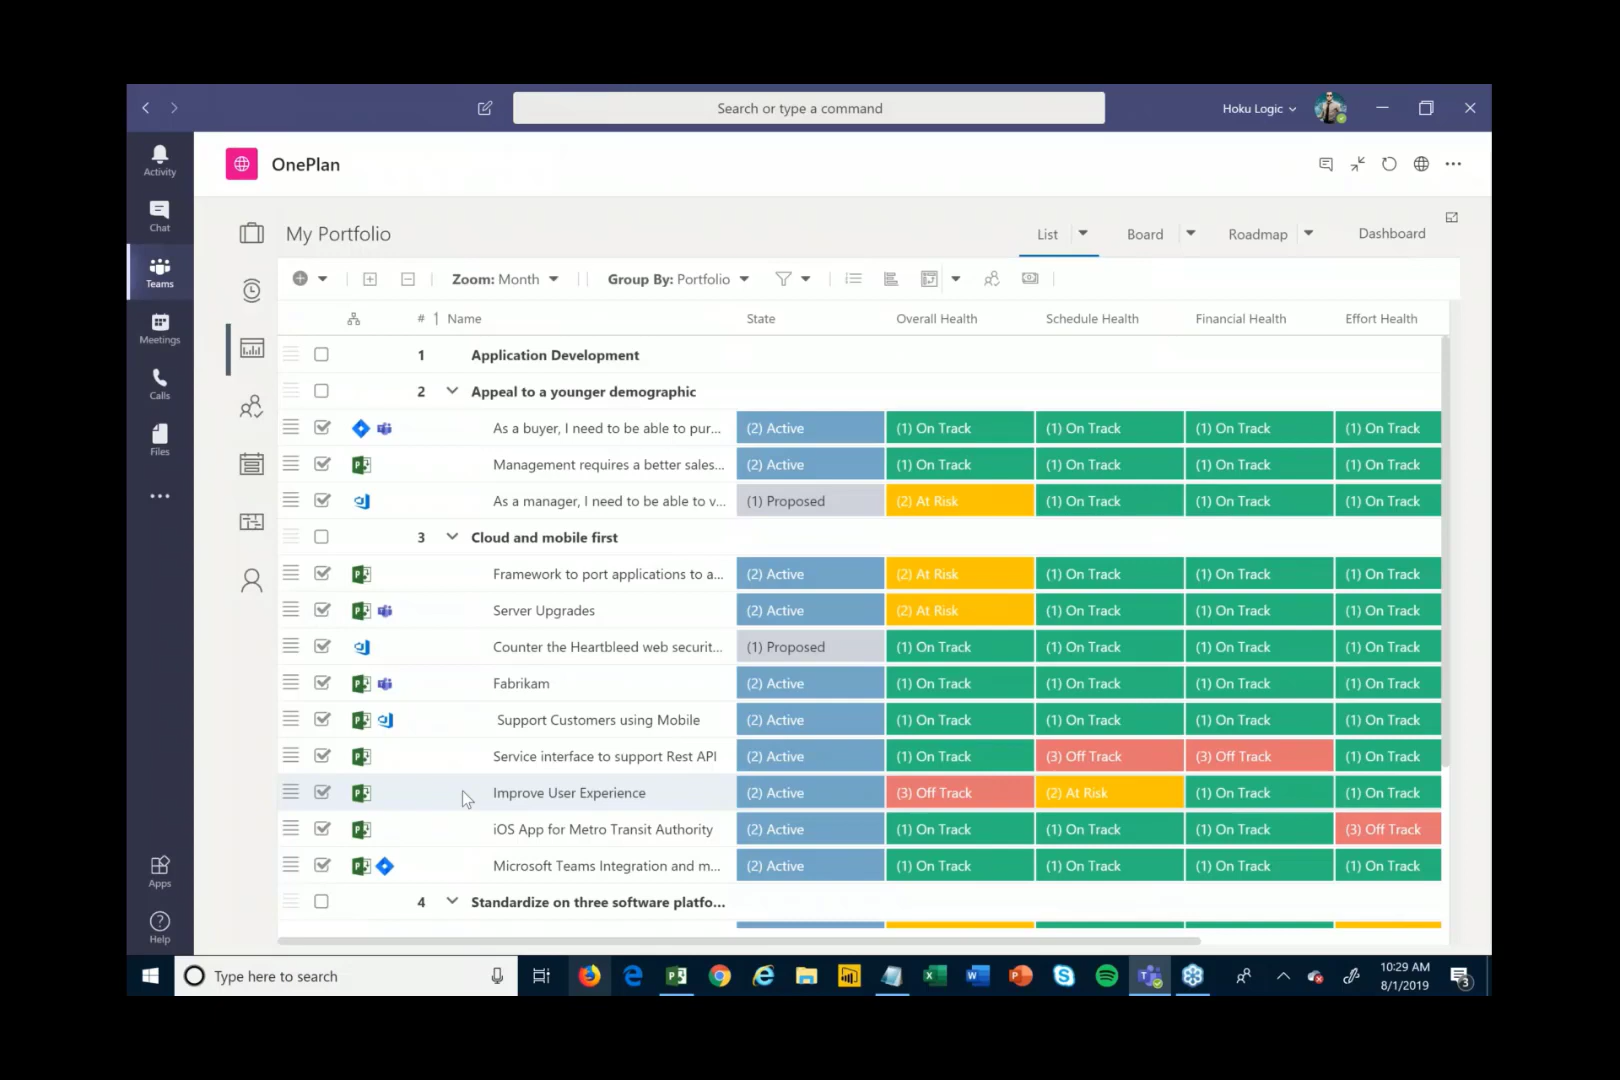 Search or type a command
Hoku Logic
Activity
Chat
Teams
Meetings
Calls
Files
Apps
Help
OnePlan
My Portfolio
List
Board
Roadmap
Dashboard
Zoom: Month
Group By: Portfolio
# Name State Overall Health Schedule Health Financial Health Effort Health
1 Application Development
2 Appeal to a younger demographic
As a buyer, I need to be able to pur... (2) Active (1) On Track (1) On Track (1) On Track (1) On Track
Management requires a better sales... (2) Active (1) On Track (1) On Track (1) On Track (1) On Track
As a manager, I need to be able to v... (1) Proposed (2) At Risk (1) On Track (1) On Track (1) On Track
3 Cloud and mobile first
Framework to port applications to a... (2) Active (2) At Risk (1) On Track (1) On Track (1) On Track
Server Upgrades (2) Active (2) At Risk (1) On Track (1) On Track (1) On Track
Counter the Heartbleed web securit... (1) Proposed (1) On Track (1) On Track (1) On Track (1) On Track
Fabrikam (2) Active (1) On Track (1) On Track (1) On Track (1) On Track
Support Customers using Mobile (2) Active (1) On Track (1) On Track (1) On Track (1) On Track
Service interface to support Rest API (2) Active (1) On Track (3) Off Track (3) Off Track (1) On Track
Improve User Experience (2) Active (3) Off Track (2) At Risk (1) On Track (1) On Track
iOS App for Metro Transit Authority (2) Active (1) On Track (1) On Track (1) On Track (3) Off Track
Microsoft Teams Integration and m... (2) Active (1) On Track (1) On Track (1) On Track (1) On Track
4 Standardize on three software platfo...
Type here to search
10:29 AM
8/1/2019
3